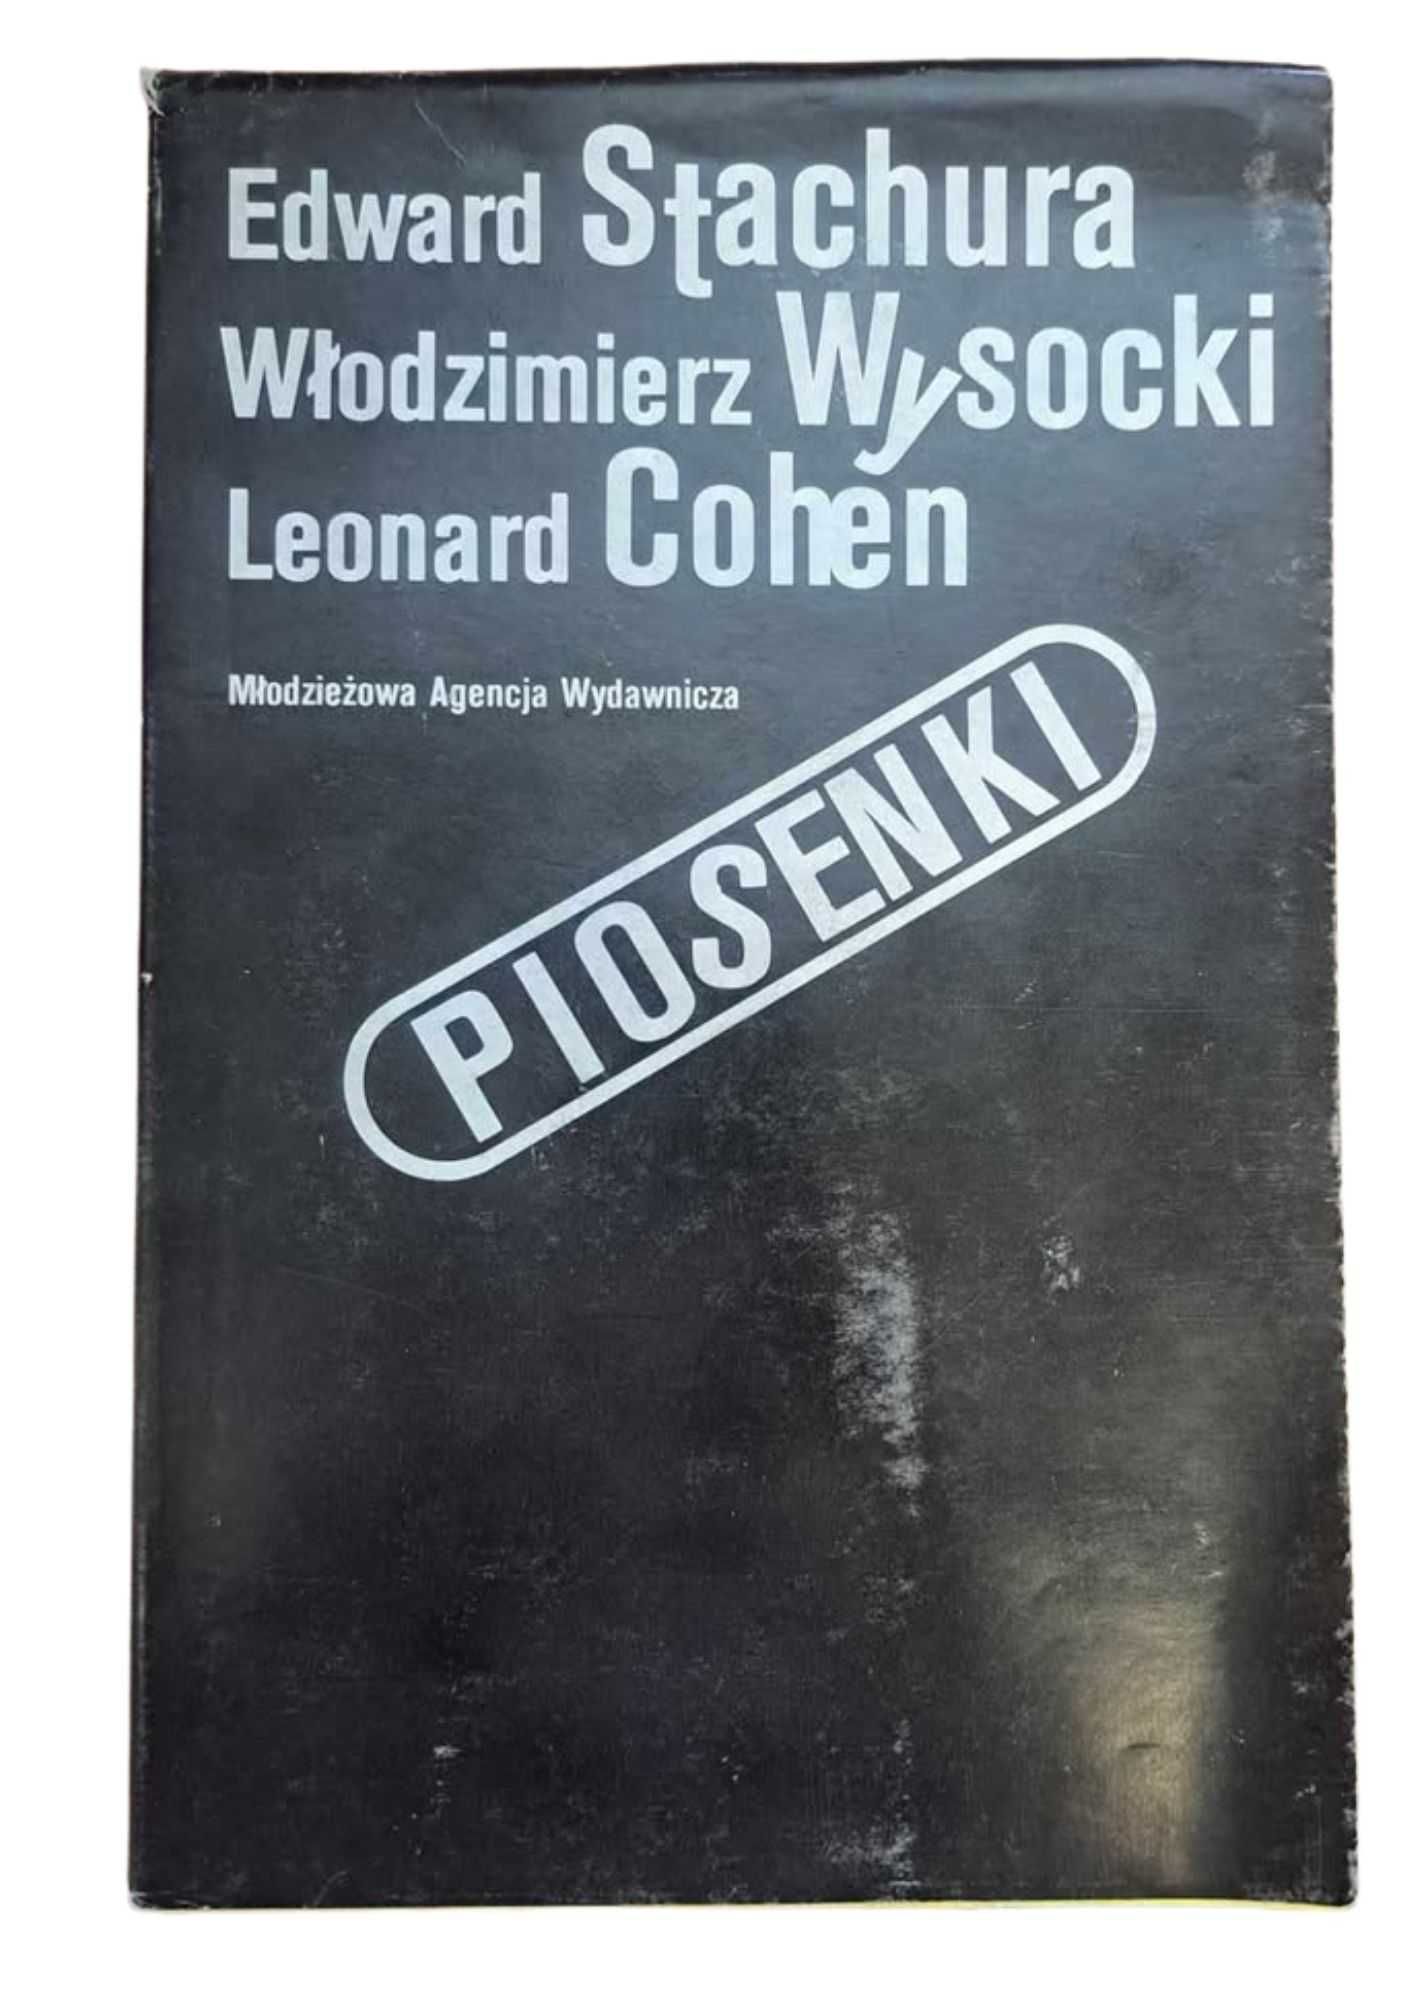 Edward Stachura
Włodzimierz Wysocki
Leonard Cohen
Młodzieżowa Agencja Wydawnicza
PIOSENKI